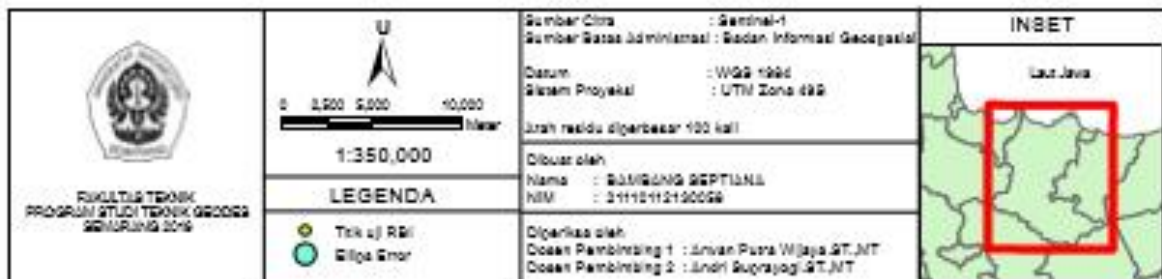 FAKULTAS TEKNIK
PROGRAM STUDI TEKNIK GEODESI
SEMARANG 2016
U
0 2,500 5,000 10,000
Meter
1:350,000
LEGENDA
Titik uji RBI
Elips Error
Sumber Citra : Sentinel-1
Sumber Batas Administrasi : Badan Informasi Geospasial
Datum : WGS 1984
Sistem Proyeksi : UTM Zona 49S
Arah residu diperbesar 100 kali
Dibuat oleh
Nama : BAMBANG SEPTIANA
NIM :
Diperiksa oleh
Dosen Pembimbing 1 : Arwan Putra Wijaya.ST.,MT
Dosen Pembimbing 2 : Andri Suprayogi.ST.,MT
INSET
Laut Jawa